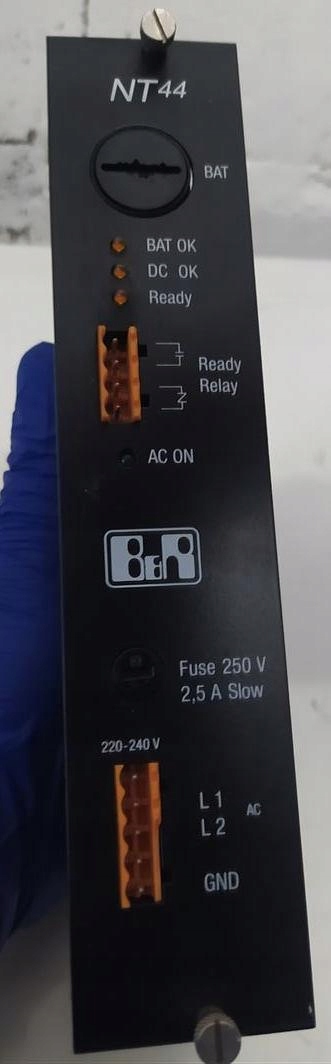 NT44
BAT
BAT OK
DC OK
Ready
Ready
Relay
AC ON
B&R
Fuse 250 V
2,5 A Slow
220-240 V
L1
AC
L2
GND